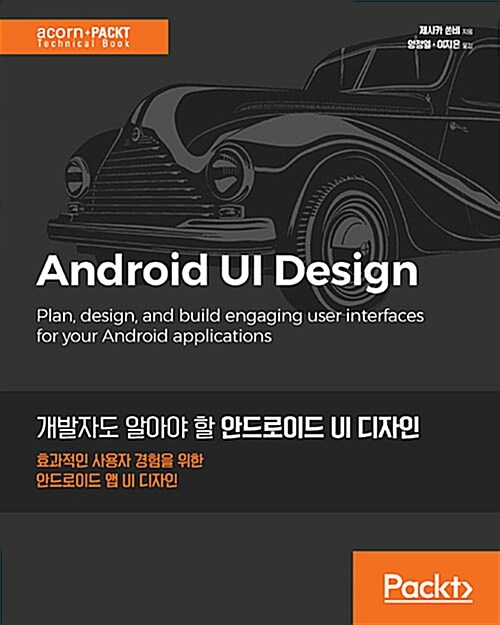 acorn+PACKT
Technical Book
제시카 쏜비 지음
양정열 · 이지은 옮김
Android UI Design
Plan, design, and build engaging user interfaces
for your Android applications
개발자도 알아야 할 안드로이드 UI 디자인
효과적인 사용자 경험을 위한
안드로이드 앱 UI 디자인
Packt>